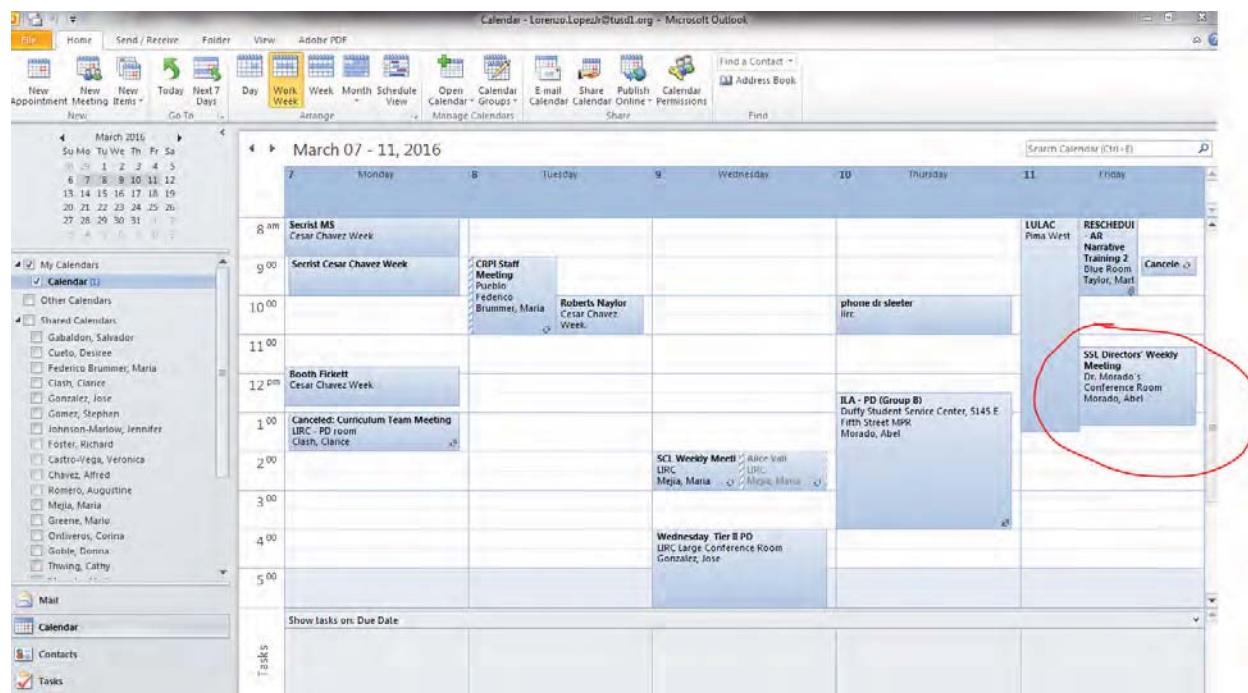 Calendar - Lorenzo.LopezJr@tusd1.org - Microsoft Outlook
File Home Send / Receive Folder View Adobe PDF
New Appointment
New Meeting
New Items
Today
Next 7 Days
Day
Work Week
Week
Month
Schedule View
Open Calendar
Calendar Groups
E-mail Calendar
Share Calendar
Publish Online
Calendar Permissions
Find a Contact
Address Book
New
Go To
Arrange
Manage Calendars
Share
Find
March 2016
Su Mo Tu We Th Fr Sa
1 2 3 4 5
6 7 8 9 10 11 12
13 14 15 16 17 18 19
20 21 22 23 24 25 26
27 28 29 30 31
My Calendars
Calendar (1)
Other Calendars
Shared Calendars
Gabaldon, Salvador
Cueto, Desiree
Federico Brummer, Maria
Clash, Clarice
Gonzalez, Jose
Gomez, Stephen
Johnson-Marlow, Jennifer
Foster, Richard
Castro-Vega, Veronica
Chavez, Alfred
Romero, Augustine
Mejia, Maria
Greene, Mario
Ontiveros, Corina
Goble, Donna
Thwing, Cathy
Mail
Calendar
Contacts
Tasks
March 07 - 11, 2016
Search Calendar (Ctrl+E)
7 Monday
8 Tuesday
9 Wednesday
10 Thursday
11 Friday
8 am
9 00
10 00
11 00
12 pm
1 00
2 00
3 00
4 00
5 00
Secrist MS
Cesar Chavez Week
Secrist Cesar Chavez Week
Booth Fickett
Cesar Chavez Week
Canceled: Curriculum Team Meeting
LIRC - PD room
Clash, Clarice
CRPI Staff
Meeting
Pueblo
Federico
Brummer, Maria
Roberts Naylor
Cesar Chavez
Week
SCL Weekly Meeti
LIRC
Mejia, Maria
Alice Vail
LIRC
Mejia, Maria
Wednesday Tier II PD
LIRC Large Conference Room
Gonzalez, Jose
phone dr sleeter
lirc
ILA - PD (Group B)
Duffy Student Service Center, 5145 E
Fifth Street MPR
Morado, Abel
LULAC
Pima West
RESCHEDUI
- AR
Narrative
Training 2
Blue Room
Taylor, Mart
Cancele
SSL Directors' Weekly
Meeting
Dr. Morado's
Conference Room
Morado, Abel
Show tasks on: Due Date
Tasks